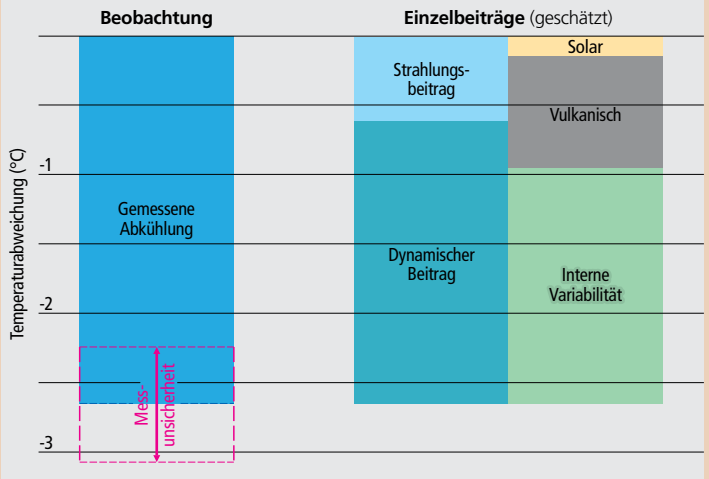 Beobachtung
Einzelbeiträge (geschätzt)
Temperaturabweichung (°C)
-1
-2
-3
Gemessene
Abkühlung
Mess-
unsicherheit
Strahlungs-
beitrag
Dynamischer
Beitrag
Solar
Vulkanisch
Interne
Variabilität